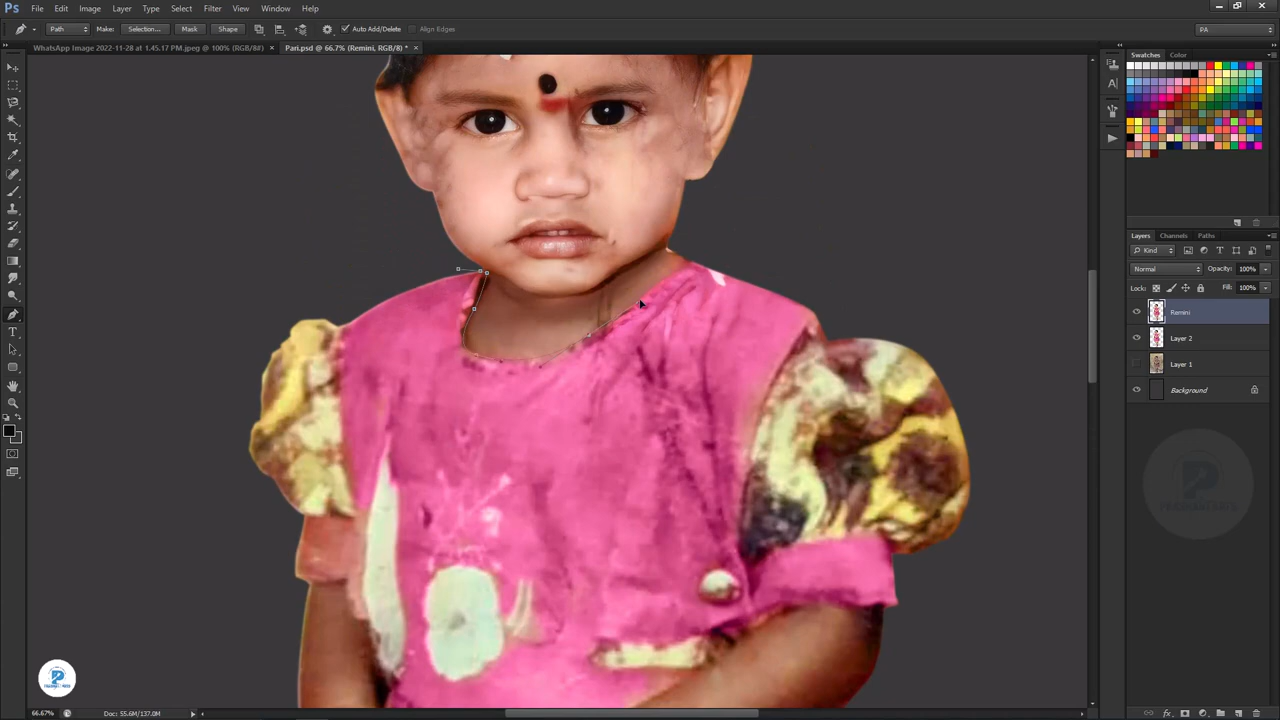 Ps File Edit Image Layer Type Select Filter View Window Help
Path Make: Selection... Mask Shape Auto Add/Delete Align Edges PA
WhatsApp Image 2022-11-28 at 1.45.17 PM.jpeg @ 100% (RGB/8#) × Pari.psd @ 66.7% (Remini, RGB/8) * ×
Swatches Color
Layers Channels Paths
Kind
Normal Opacity: 100%
Lock: Fill: 100%
Remini
Layer 2
Layer 1
Background
66.67% Doc: 55.6M/137.0M